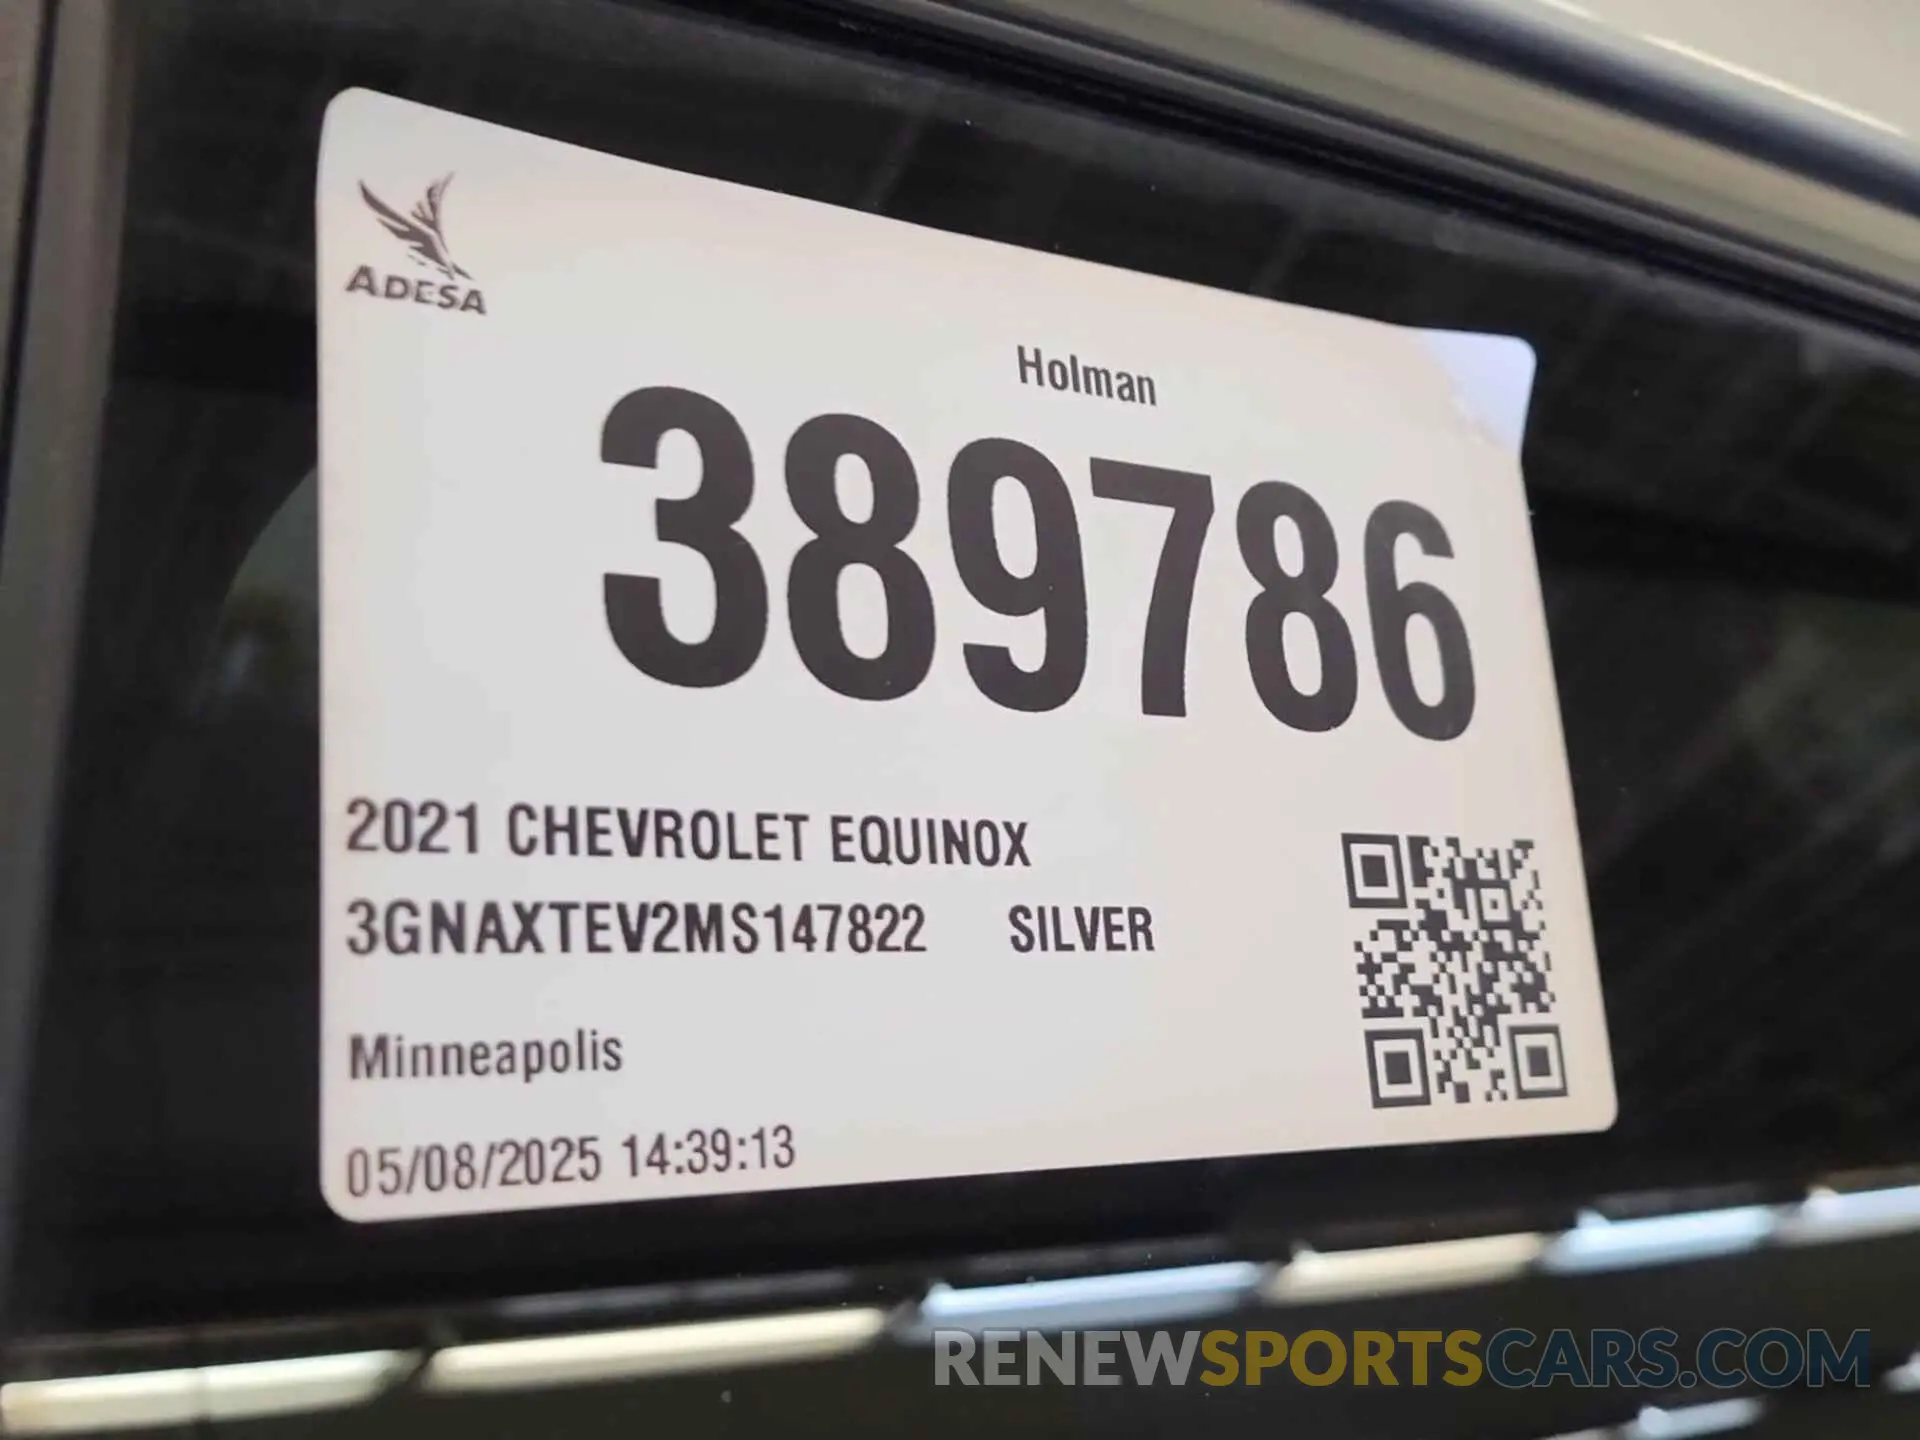 ADESA
Holman
389786
2021 CHEVROLET EQUINOX
3GNAXTEV2MS147822 SILVER
Minneapolis
05/08/2025 14:39:13
RENEWSPORTSCARS.COM